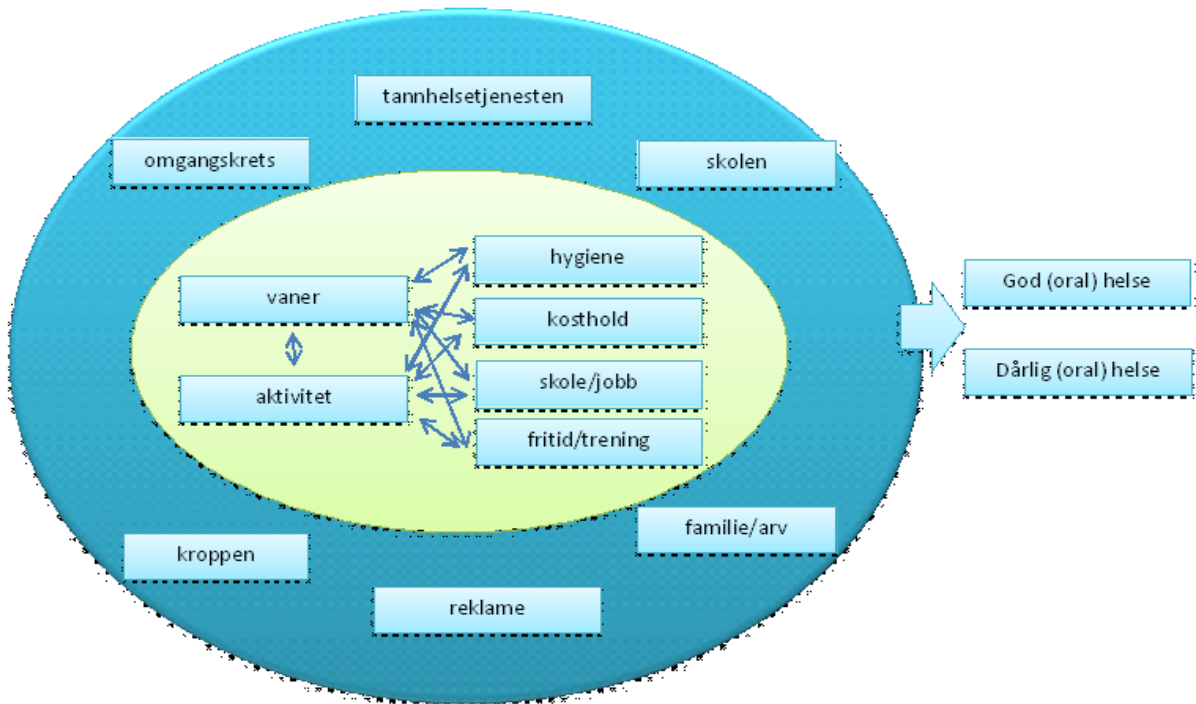 tannhelsetjenesten
omgangskrets
skolen
hygiene
vaner
kosthold
aktivitet
skole/jobb
fritid/trening
God (oral) helse
Dårlig (oral) helse
familie/arv
kroppen
reklame